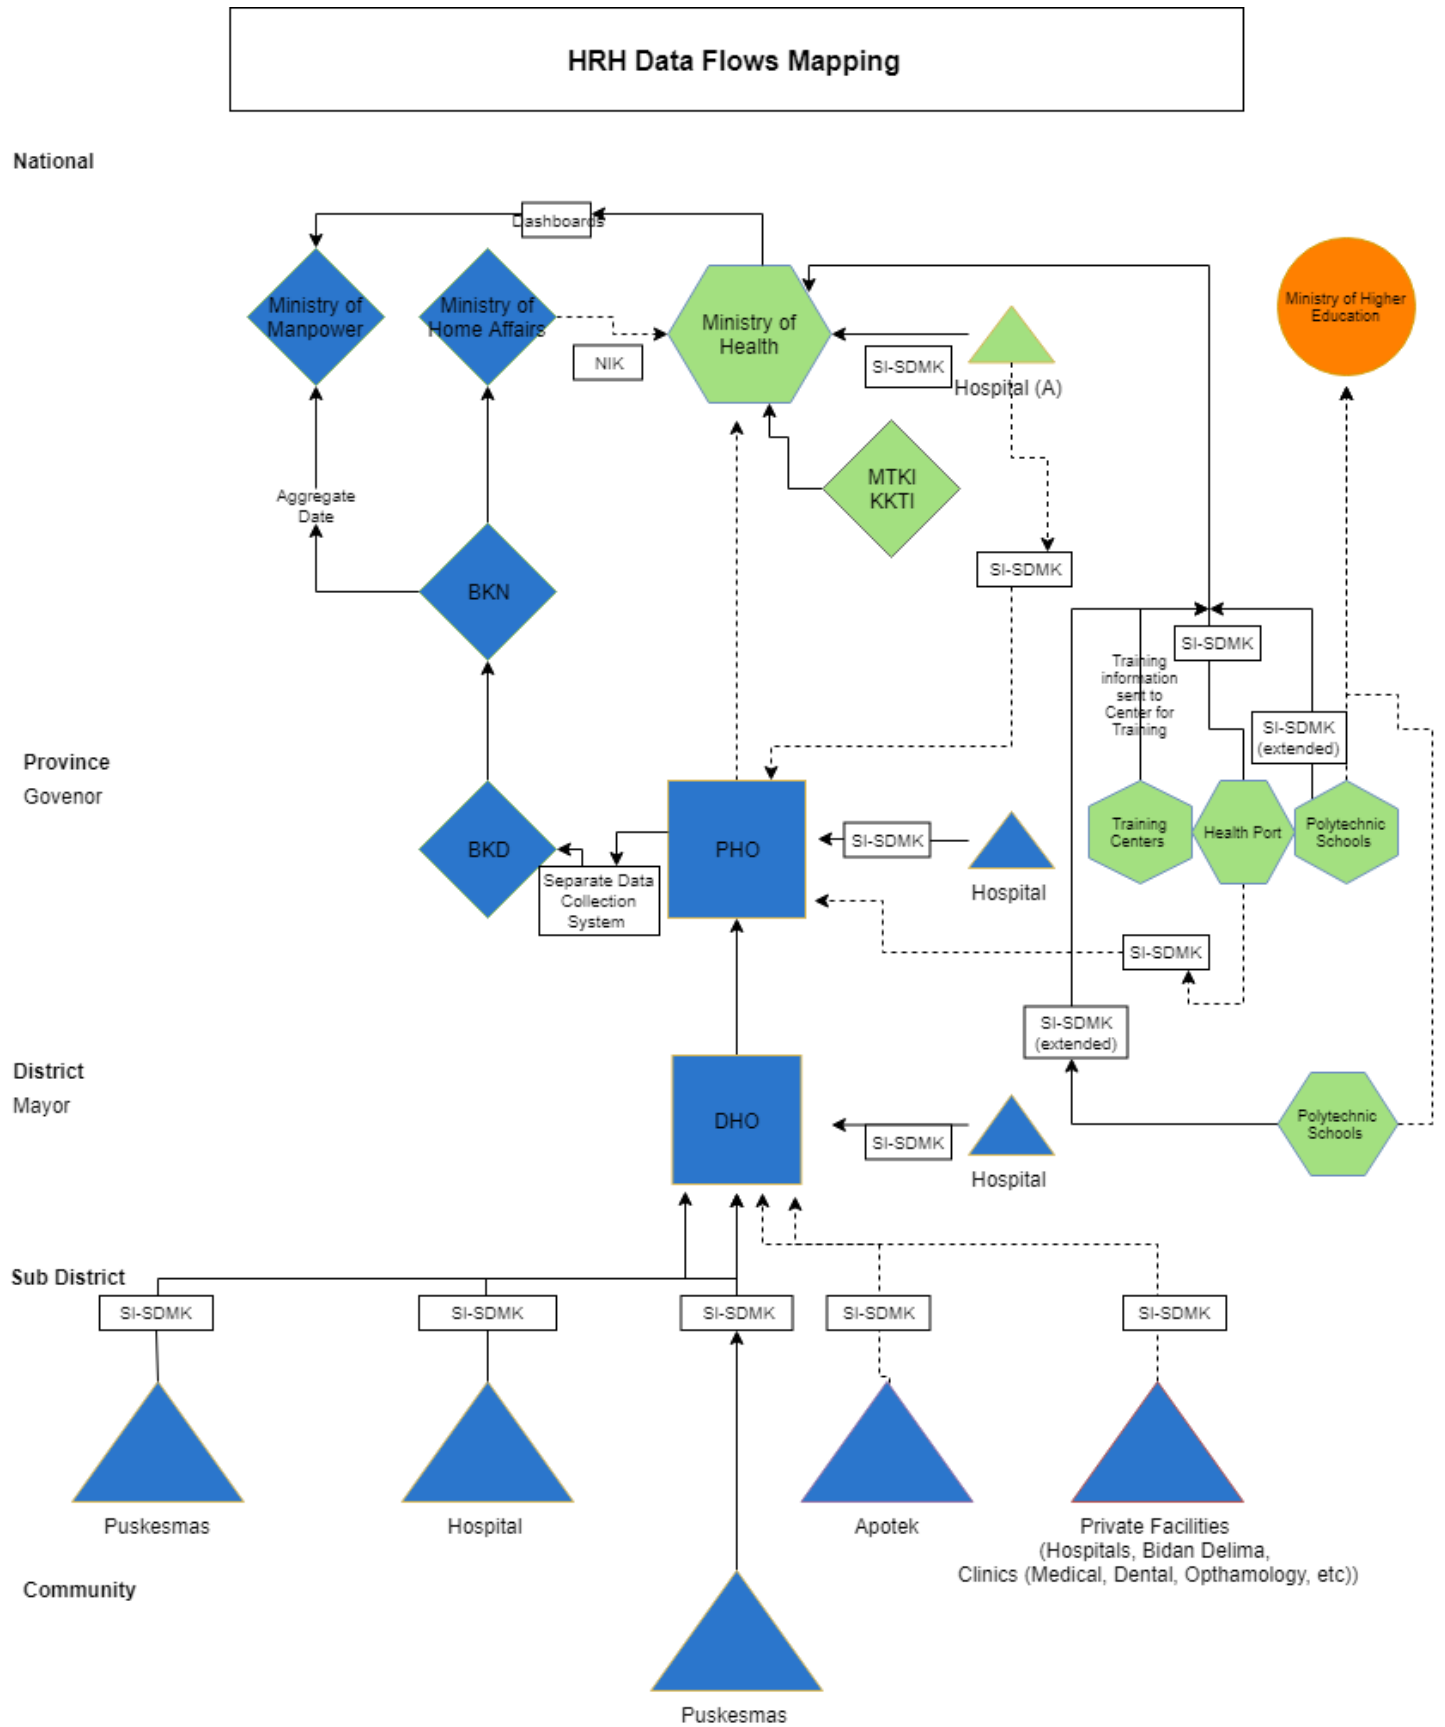 HRH Data Flows Mapping
National
Dashboards
Ministry of
Manpower
Ministry of
Home Affairs
NIK
Ministry of
Health
SI-SDMK
Hospital (A)
Ministry of Higher
Education
MTKI
KKTI
Aggregate
Date
BKN
SI-SDMK
SI-SDMK
Training
information
sent to
Center for
Training
SI-SDMK
(extended)
Province
Govenor
BKD
Separate Data
Collection
System
PHO
SI-SDMK
Hospital
Training
Centers
Health Port
Polytechnic
Schools
SI-SDMK
SI-SDMK
(extended)
District
Mayor
DHO
SI-SDMK
Hospital
Polytechnic
Schools
Sub District
SI-SDMK
SI-SDMK
SI-SDMK
SI-SDMK
SI-SDMK
Puskesmas
Hospital
Apotek
Private Facilities
(Hospitals, Bidan Delima,
Clinics (Medical, Dental, Opthamology, etc))
Community
Puskesmas